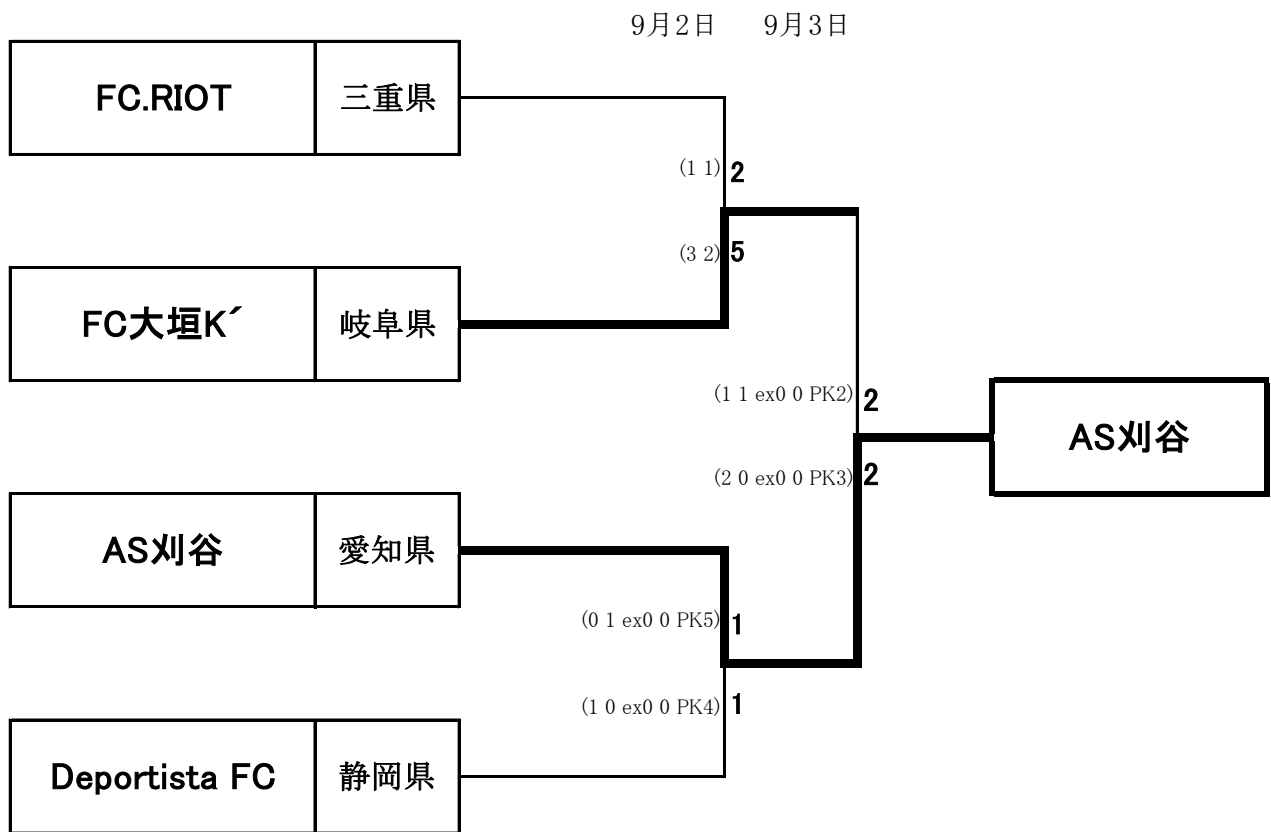 9月2日 9月3日
FC.RIOT 三重県
(1 1) 2
(3 2) 5
FC大垣K´ 岐阜県
(1 1 ex0 0 PK2) 2
AS刈谷
(2 0 ex0 0 PK3) 2
AS刈谷 愛知県
(0 1 ex0 0 PK5) 1
(1 0 ex0 0 PK4) 1
Deportista FC 静岡県